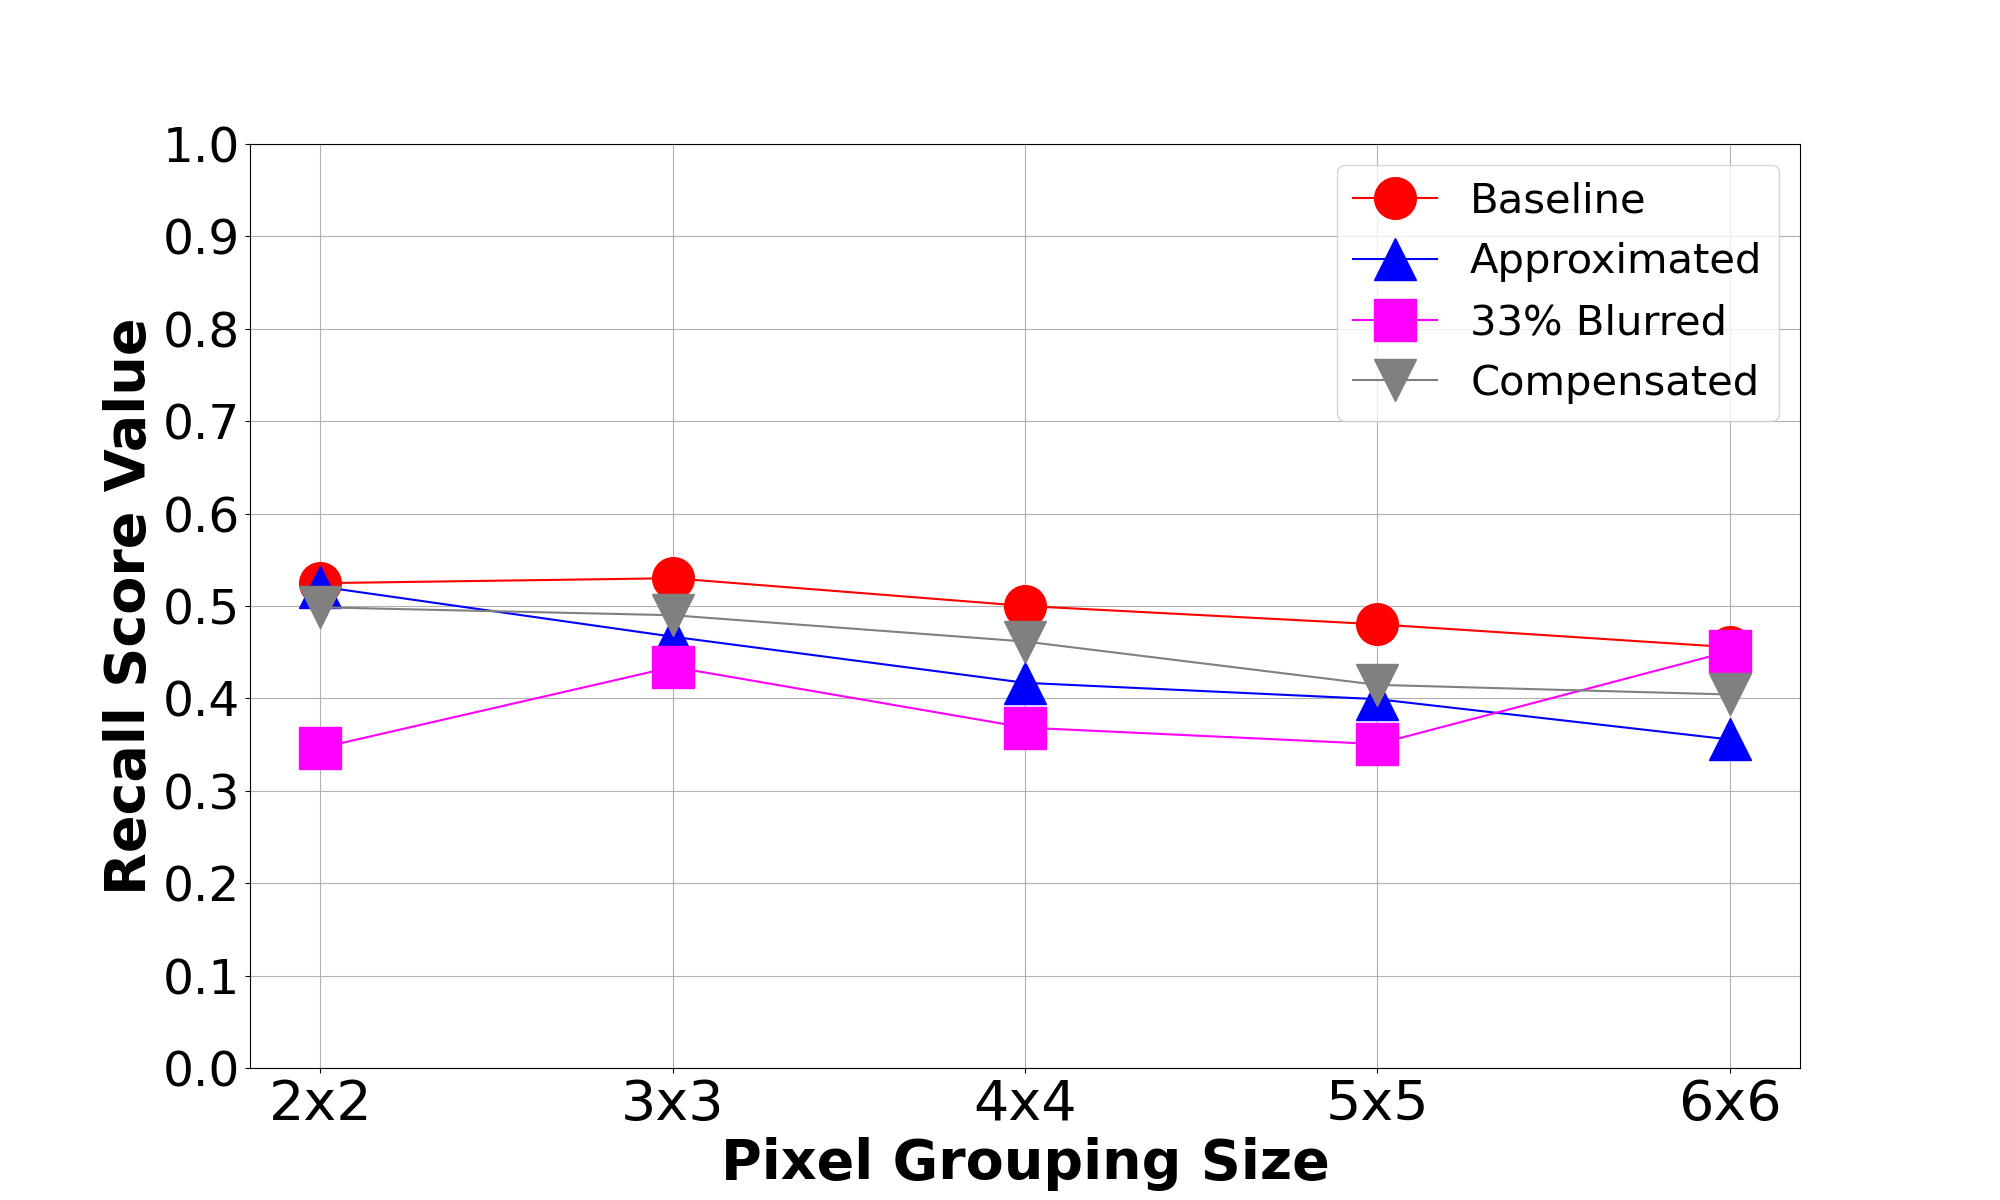 1.0
0.9
0.8
0.7
0.6
0.5
0.4
0.3
0.2
0.1
0.0
Recall Score Value
Baseline
Approximated
33% Blurred
Compensated
2x2 3x3 4x4 5x5 6x6
Pixel Grouping Size